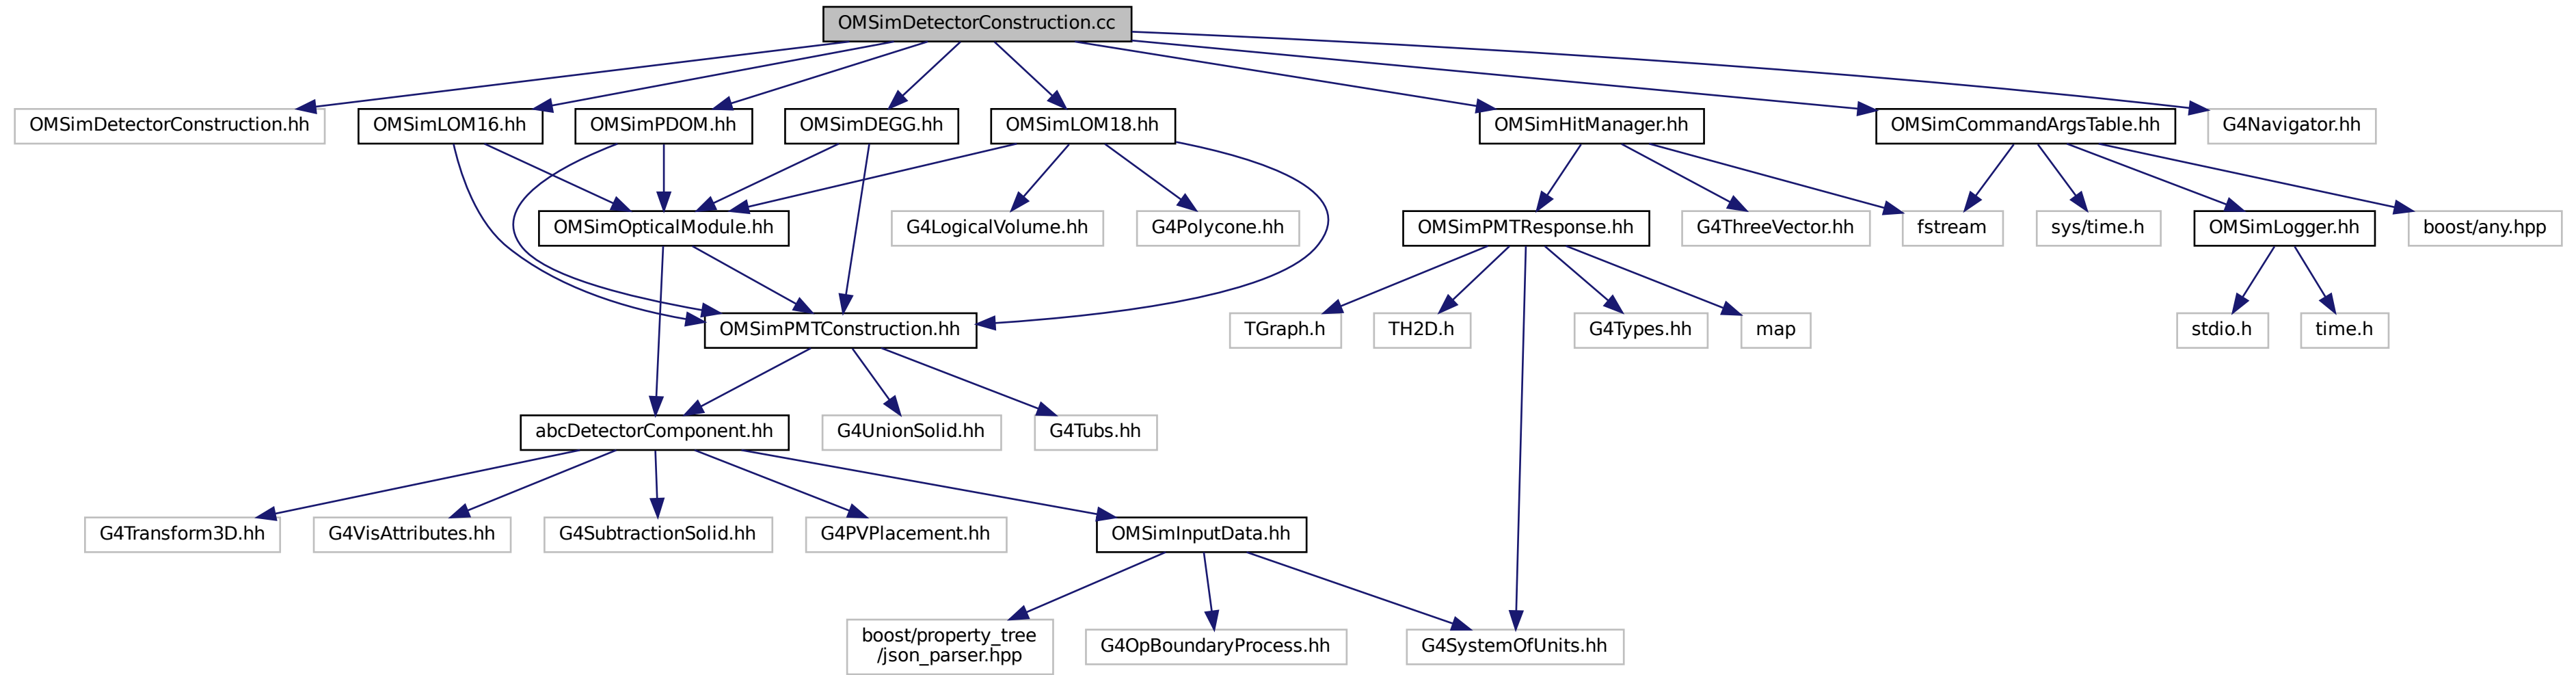 OMSimDetectorConstruction.cc
OMSimDetectorConstruction.hh
OMSimLOM16.hh
OMSimPDOM.hh
OMSimDEGG.hh
OMSimLOM18.hh
OMSimHitManager.hh
OMSimCommandArgsTable.hh
G4Navigator.hh
OMSimOpticalModule.hh
G4LogicalVolume.hh
G4Polycone.hh
OMSimPMTResponse.hh
G4ThreeVector.hh
fstream
sys/time.h
OMSimLogger.hh
boost/any.hpp
OMSimPMTConstruction.hh
TGraph.h
TH2D.h
G4Types.hh
map
stdio.h
time.h
abcDetectorComponent.hh
G4UnionSolid.hh
G4Tubs.hh
G4Transform3D.hh
G4VisAttributes.hh
G4SubtractionSolid.hh
G4PVPlacement.hh
OMSimInputData.hh
boost/property_tree
/json_parser.hpp
G4OpBoundaryProcess.hh
G4SystemOfUnits.hh